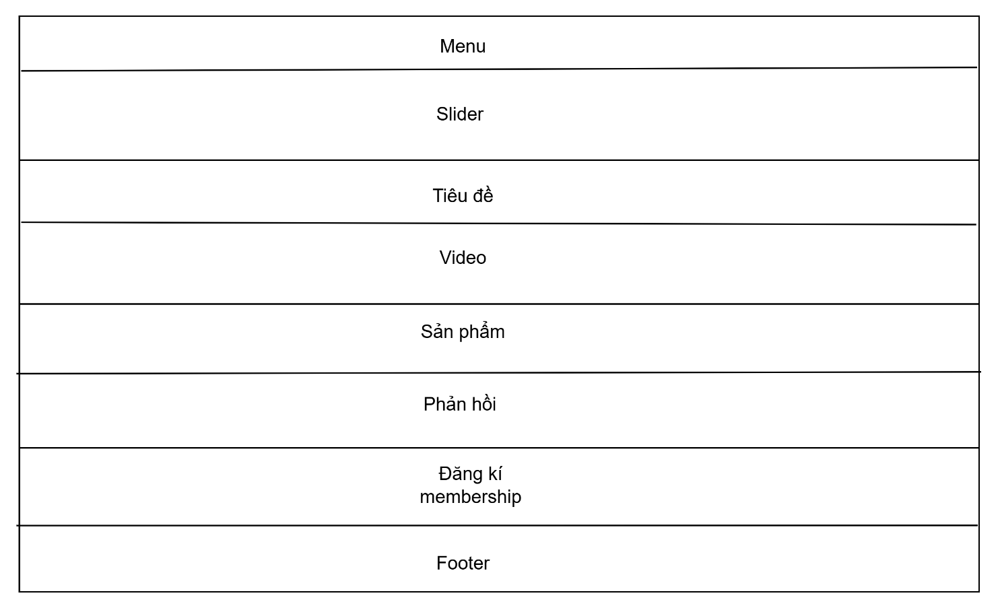 Menu
Slider
Tiêu đề
Video
Sản phẩm
Phản hồi
Đăng kí
membership
Footer